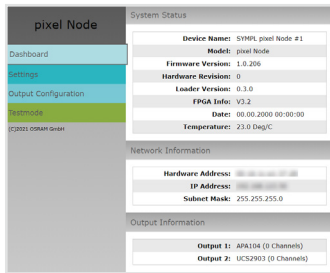 pixel Node
Dashboard
Settings
Output Configuration
Testmode
(C)2021 OSRAM GmbH
System Status
Device Name: SYMPL pixel Node #1
Model: pixel Node
Firmware Version: 1.0.206
Hardware Revision: 0
Loader Version: 0.3.0
FPGA Info: V3.2
Date: 00.00.2000 00:00:00
Temperature: 23.0 Deg/C
Network Information
Hardware Address:
IP Address:
Subnet Mask: 255.255.255.0
Output Information
Output 1: APA104 (0 Channels)
Output 2: UCS2903 (0 Channels)